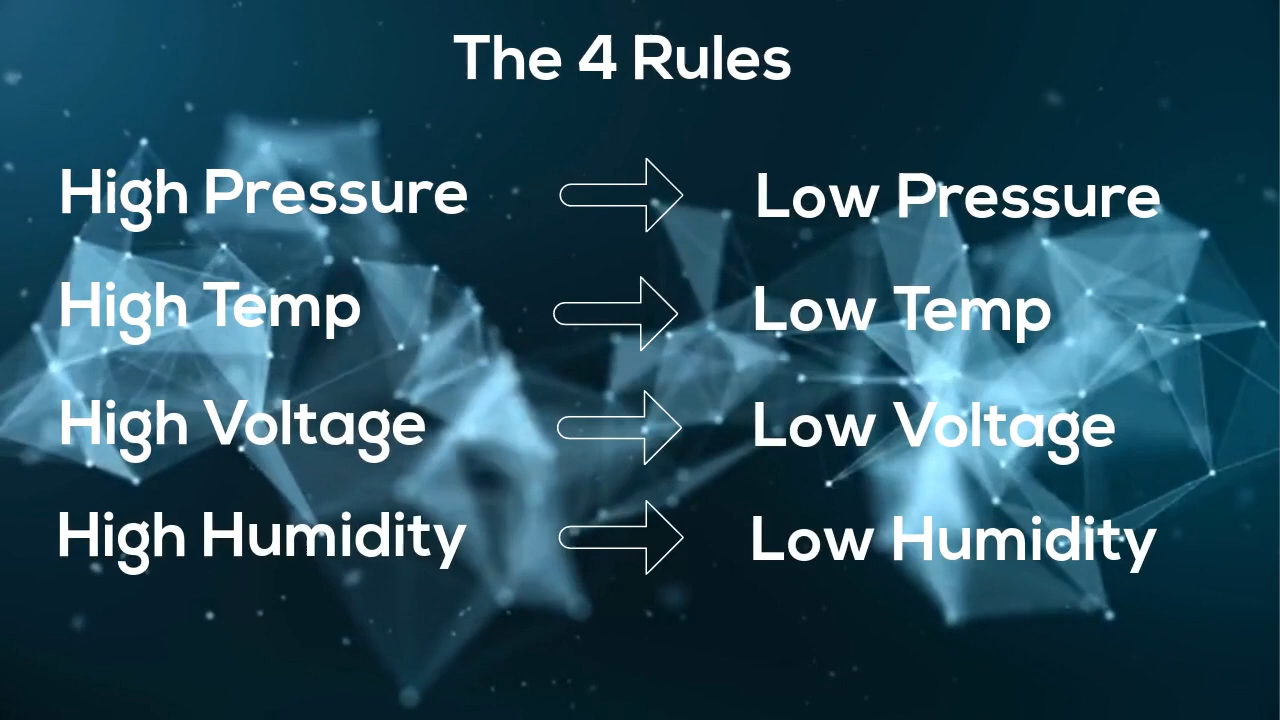 The 4 Rules
High Pressure Low Pressure
High Temp Low Temp
High Voltage Low Voltage
High Humidity Low Humidity